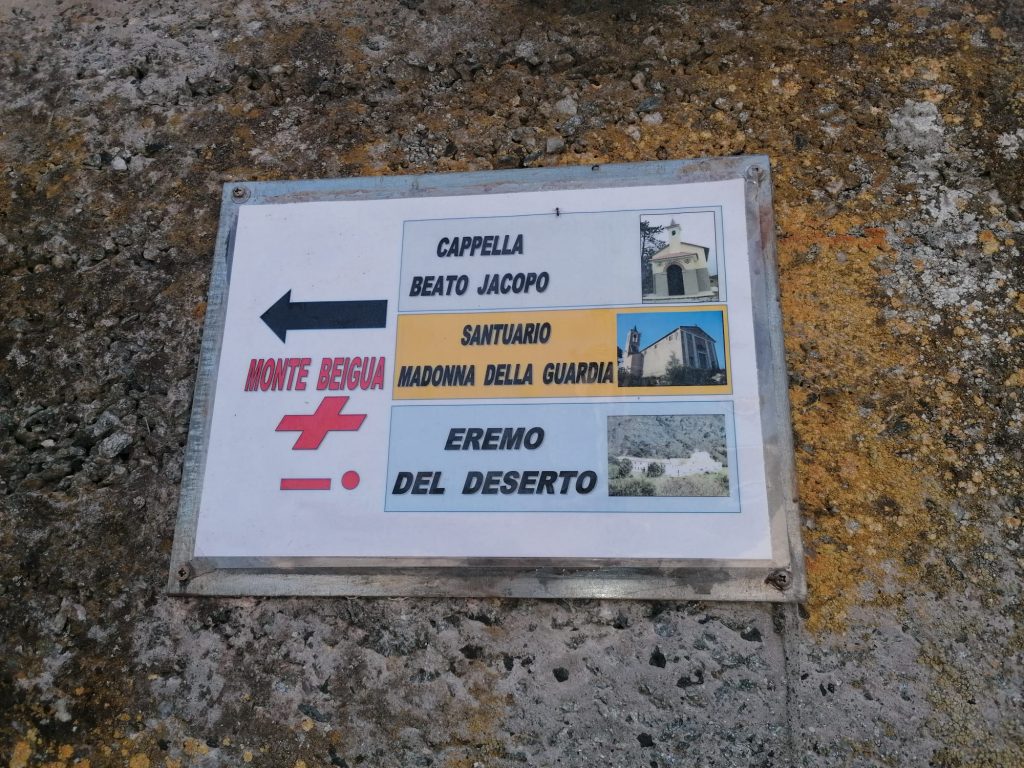 CAPPELLA
BEATO JACOPO
SANTUARIO
MADONNA DELLA GUARDIA
MONTE BEIGUA
EREMO
DEL DESERTO